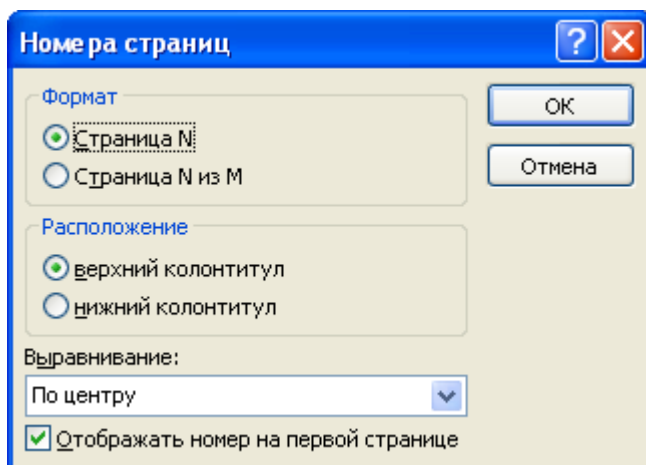 Номера страниц
Формат
ОК
Страница N
Страница N из М
Отмена
Расположение
верхний колонтитул
нижний колонтитул
Выравнивание:
По центру
Отображать номер на первой странице